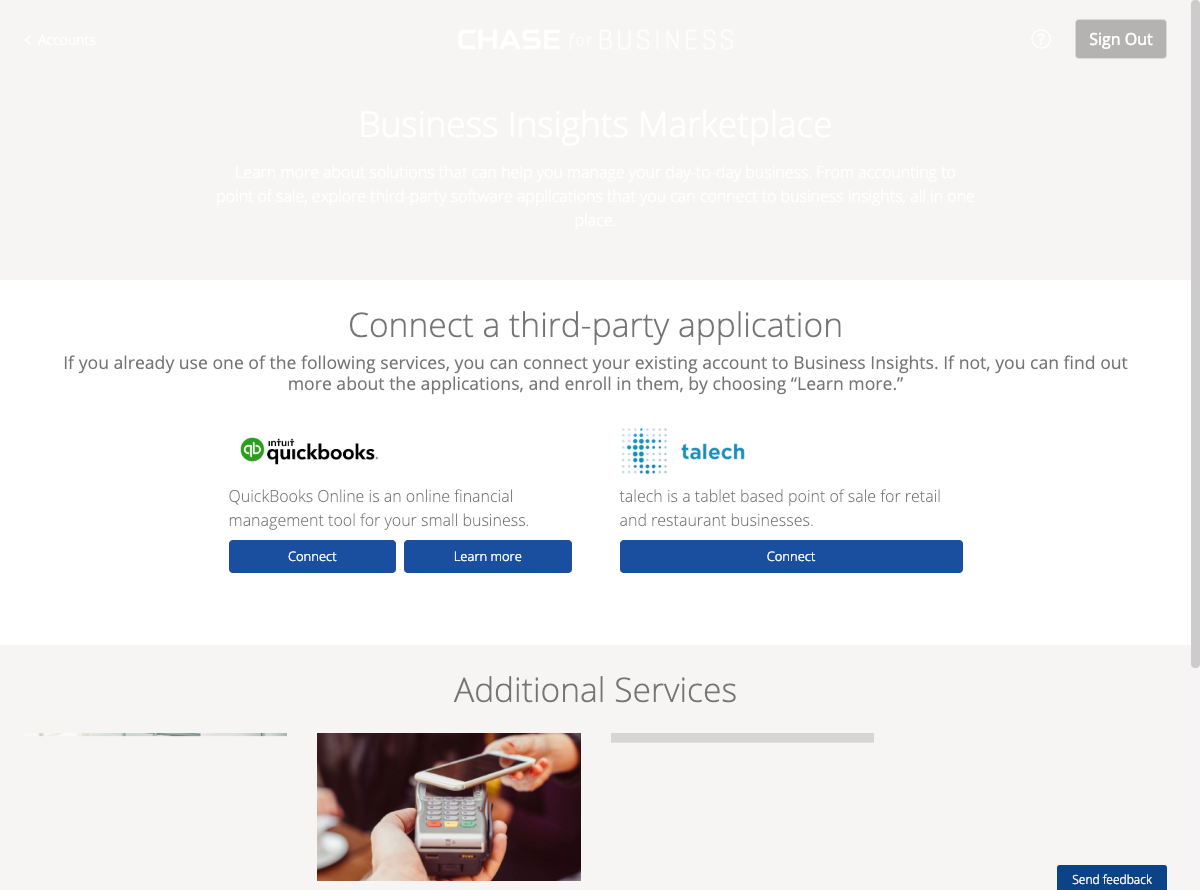 Accounts
CHASE for BUSINESS
Sign Out
Business Insights Marketplace
Learn more about solutions that can help you manage your day-to-day business. From accounting to
point of sale, explore third-party software applications that you can connect to business insights, all in one
place.
Connect a third-party application
If you already use one of the following services, you can connect your existing account to Business Insights. If not, you can find out
more about the applications, and enroll in them, by choosing “Learn more.”
intuit
quickbooks.
talech
QuickBooks Online is an online financial
management tool for your small business.
talech is a tablet based point of sale for retail
and restaurant businesses.
Connect
Learn more
Connect
Additional Services
Send feedback